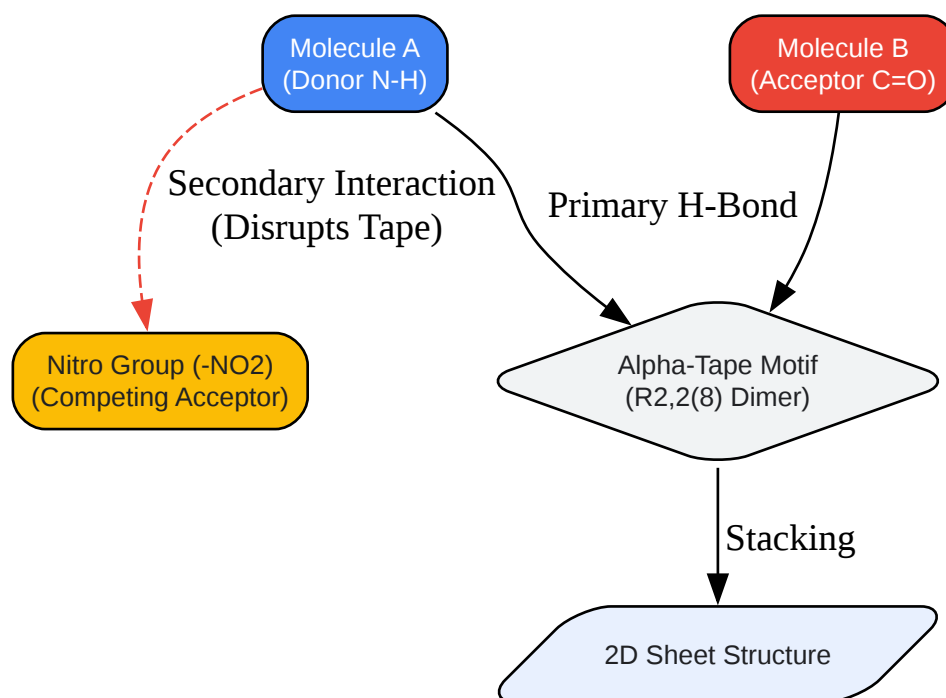 Molecule A
(Donor N-H)
Molecule B
(Acceptor C=O)
Secondary Interaction
(Disrupts Tape)
Primary H-Bond
Nitro Group (-NO2)
(Competing Acceptor)
Alpha-Tape Motif
(R2,2(8) Dimer)
Stacking
2D Sheet Structure